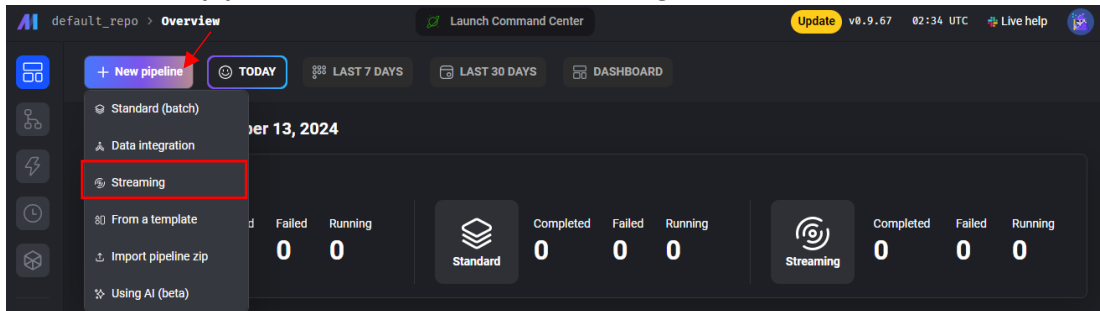 default_repo > Overview
Launch Command Center
Update v0.9.67 02:34 UTC Live help
+ New pipeline
TODAY
LAST 7 DAYS
LAST 30 DAYS
DASHBOARD
Standard (batch)
Data integration
Streaming
From a template
Import pipeline zip
Using AI (beta)
er 13, 2024
d Failed Running
0 0
Standard
Completed Failed Running
0 0 0
Streaming
Completed Failed Running
0 0 0